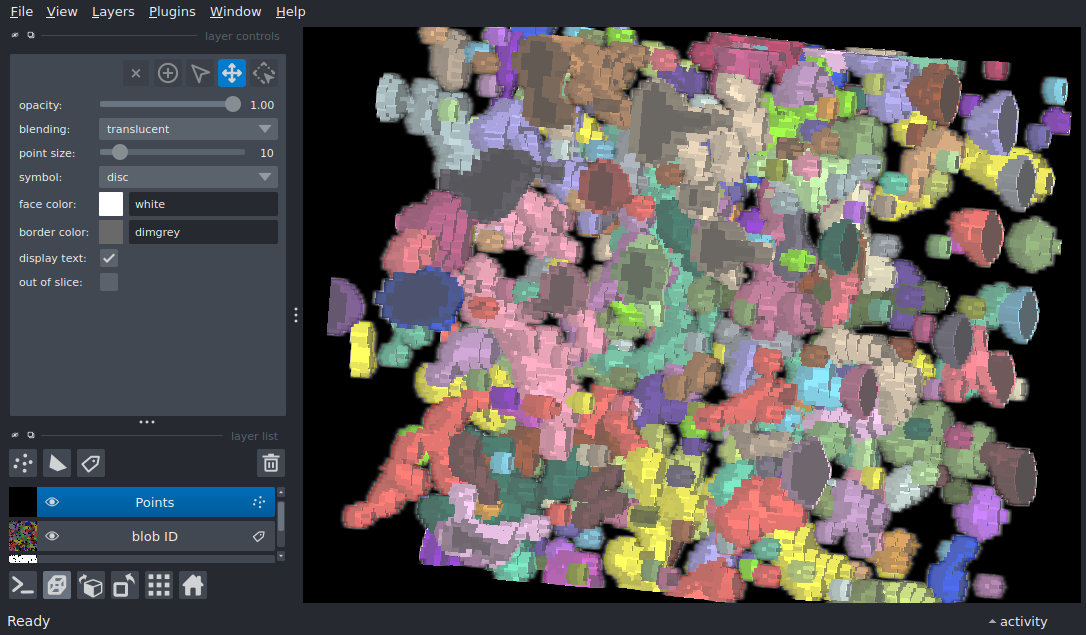 File View Layers Plugins Window Help
layer controls
opacity: 1.00
blending: translucent
point size: 10
symbol: disc
face color: white
border color: dimgrey
display text:
out of slice:
layer list
Points
blob ID
Ready
activity